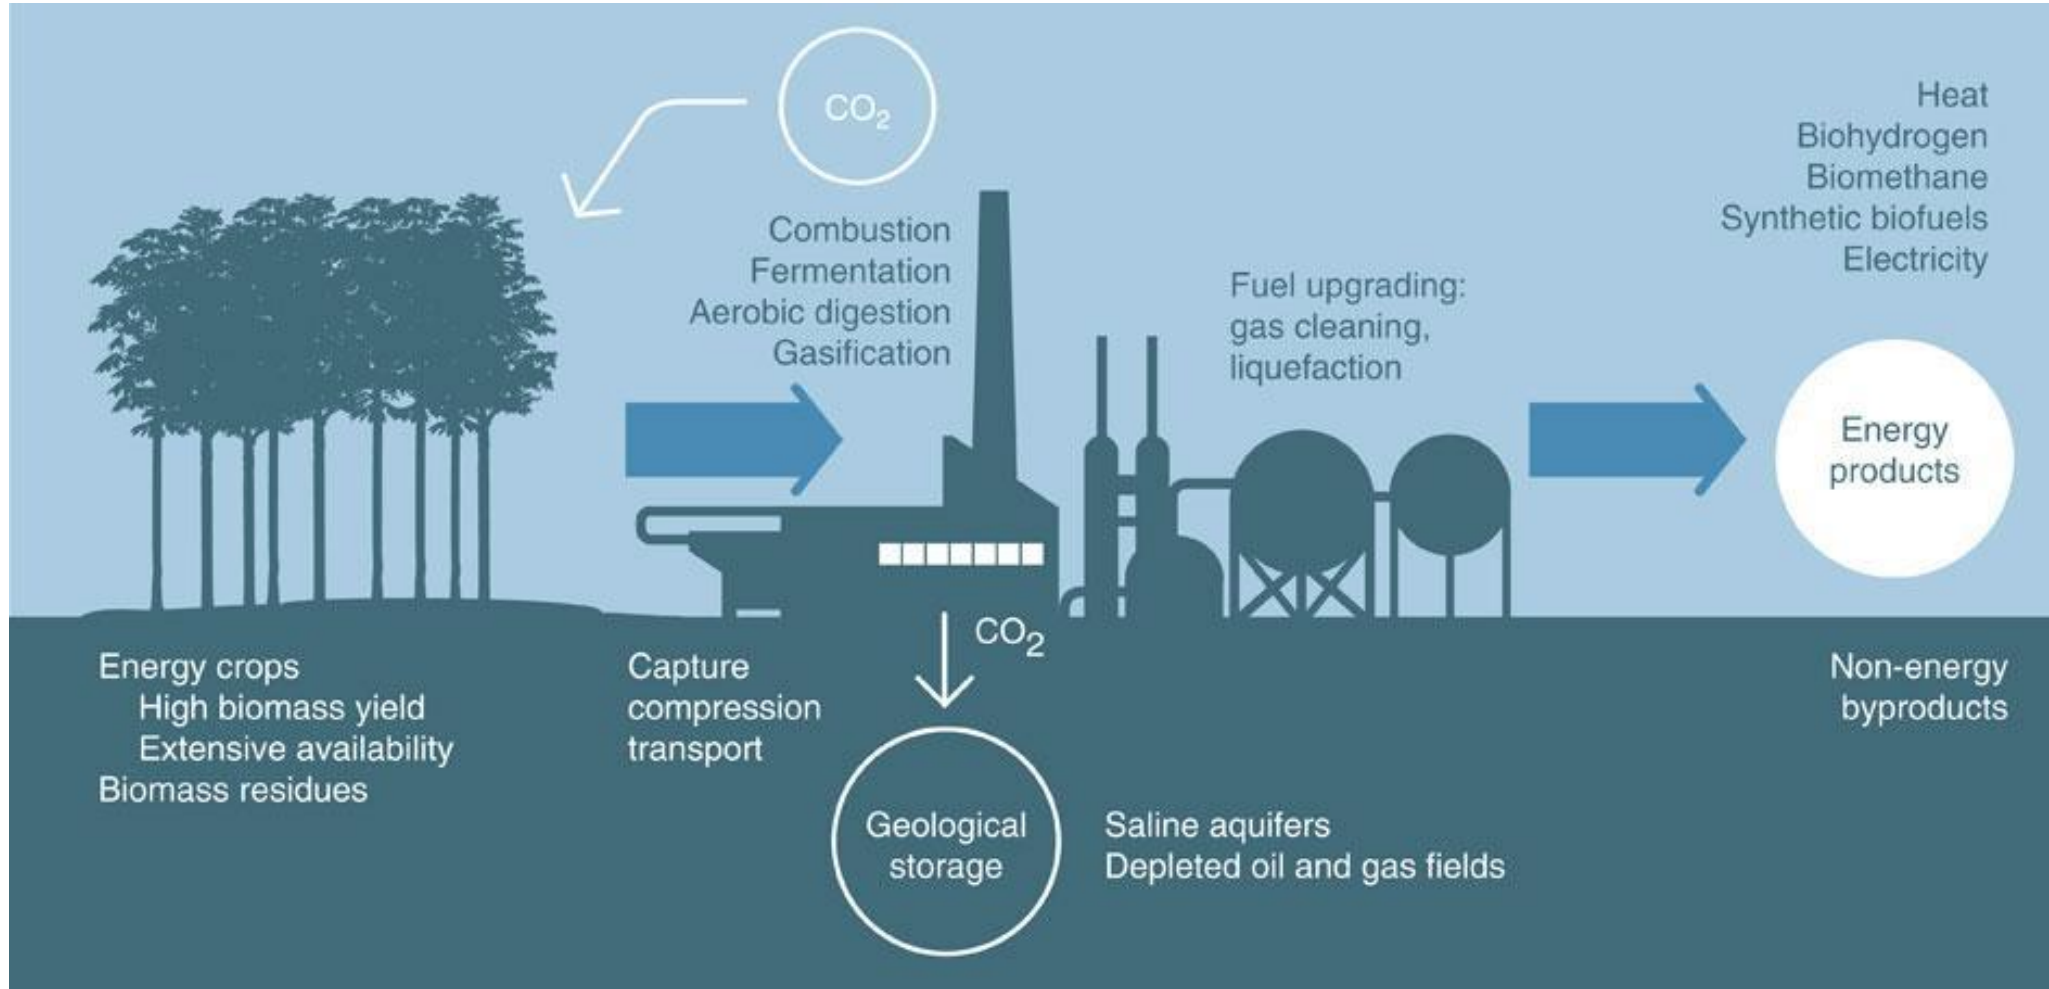 CO₂
Combustion
Fermentation
Aerobic digestion
Gasification
Fuel upgrading:
gas cleaning,
liquefaction
Heat
Biohydrogen
Biomethane
Synthetic biofuels
Electricity
Energy
products
Energy crops
High biomass yield
Extensive availability
Biomass residues
Capture
compression
transport
CO₂
Geological
storage
Saline aquifers
Depleted oil and gas fields
Non-energy
byproducts